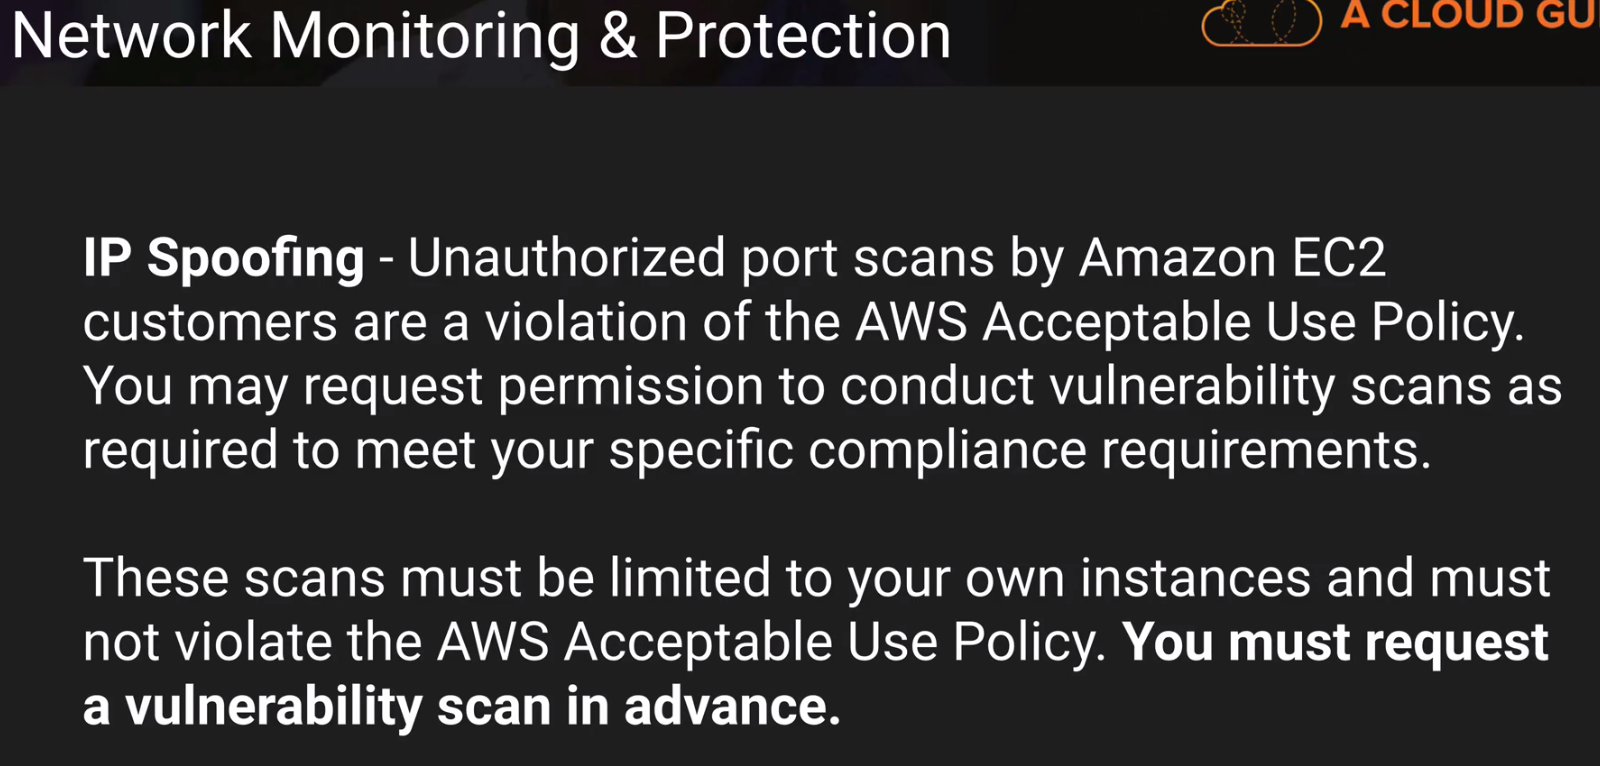 Network Monitoring & Protection
A CLOUD GU
IP Spoofing - Unauthorized port scans by Amazon EC2
customers are a violation of the AWS Acceptable Use Policy.
You may request permission to conduct vulnerability scans as
required to meet your specific compliance requirements.
These scans must be limited to your own instances and must
not violate the AWS Acceptable Use Policy. You must request
a vulnerability scan in advance.